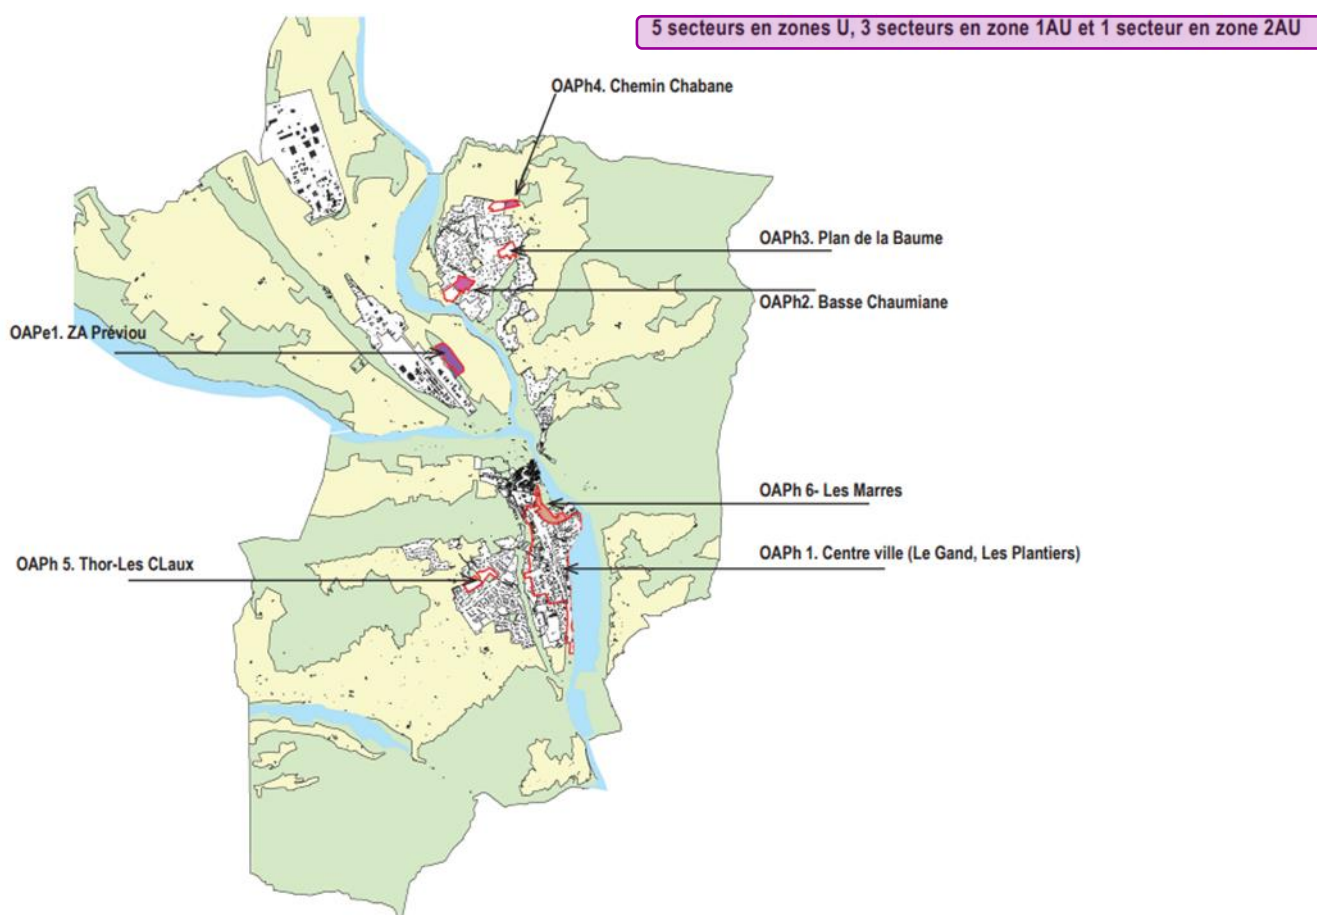 5 secteurs en zones U, 3 secteurs en zone 1AU et 1 secteur en zone 2AU
OAPh4. Chemin Chabane
OAPh3. Plan de la Baume
OAPh2. Basse Chaumiane
OAPe1. ZA Préviou
OAPh 6- Les Marres
OAPh 1. Centre ville (Le Gand, Les Plantiers)
OAPh 5. Thor-Les CLaux